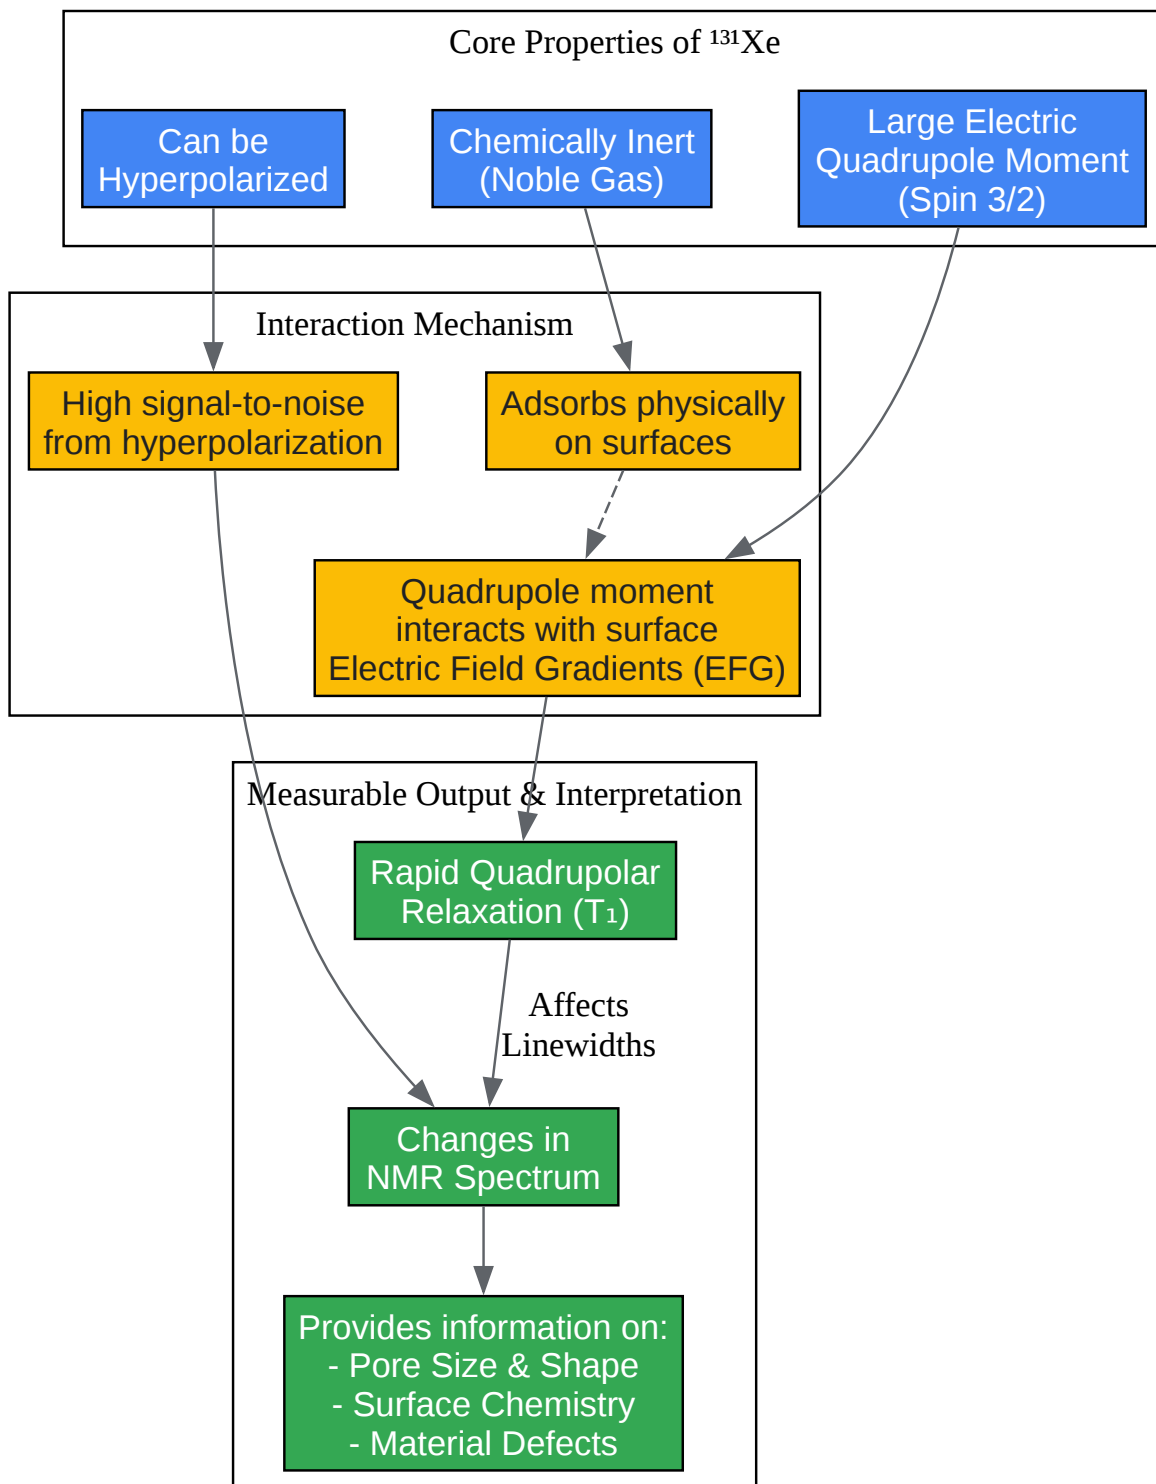 Core Properties of ¹³¹Xe
Can be
Hyperpolarized
Chemically Inert
(Noble Gas)
Large Electric
Quadrupole Moment
(Spin 3/2)
Interaction Mechanism
High signal-to-noise
from hyperpolarization
Adsorbs physically
on surfaces
Quadrupole moment
interacts with surface
Electric Field Gradients (EFG)
Measurable Output & Interpretation
Rapid Quadrupolar
Relaxation (T₁)
Affects
Linewidths
Changes in
NMR Spectrum
Provides information on:
- Pore Size & Shape
- Surface Chemistry
- Material Defects